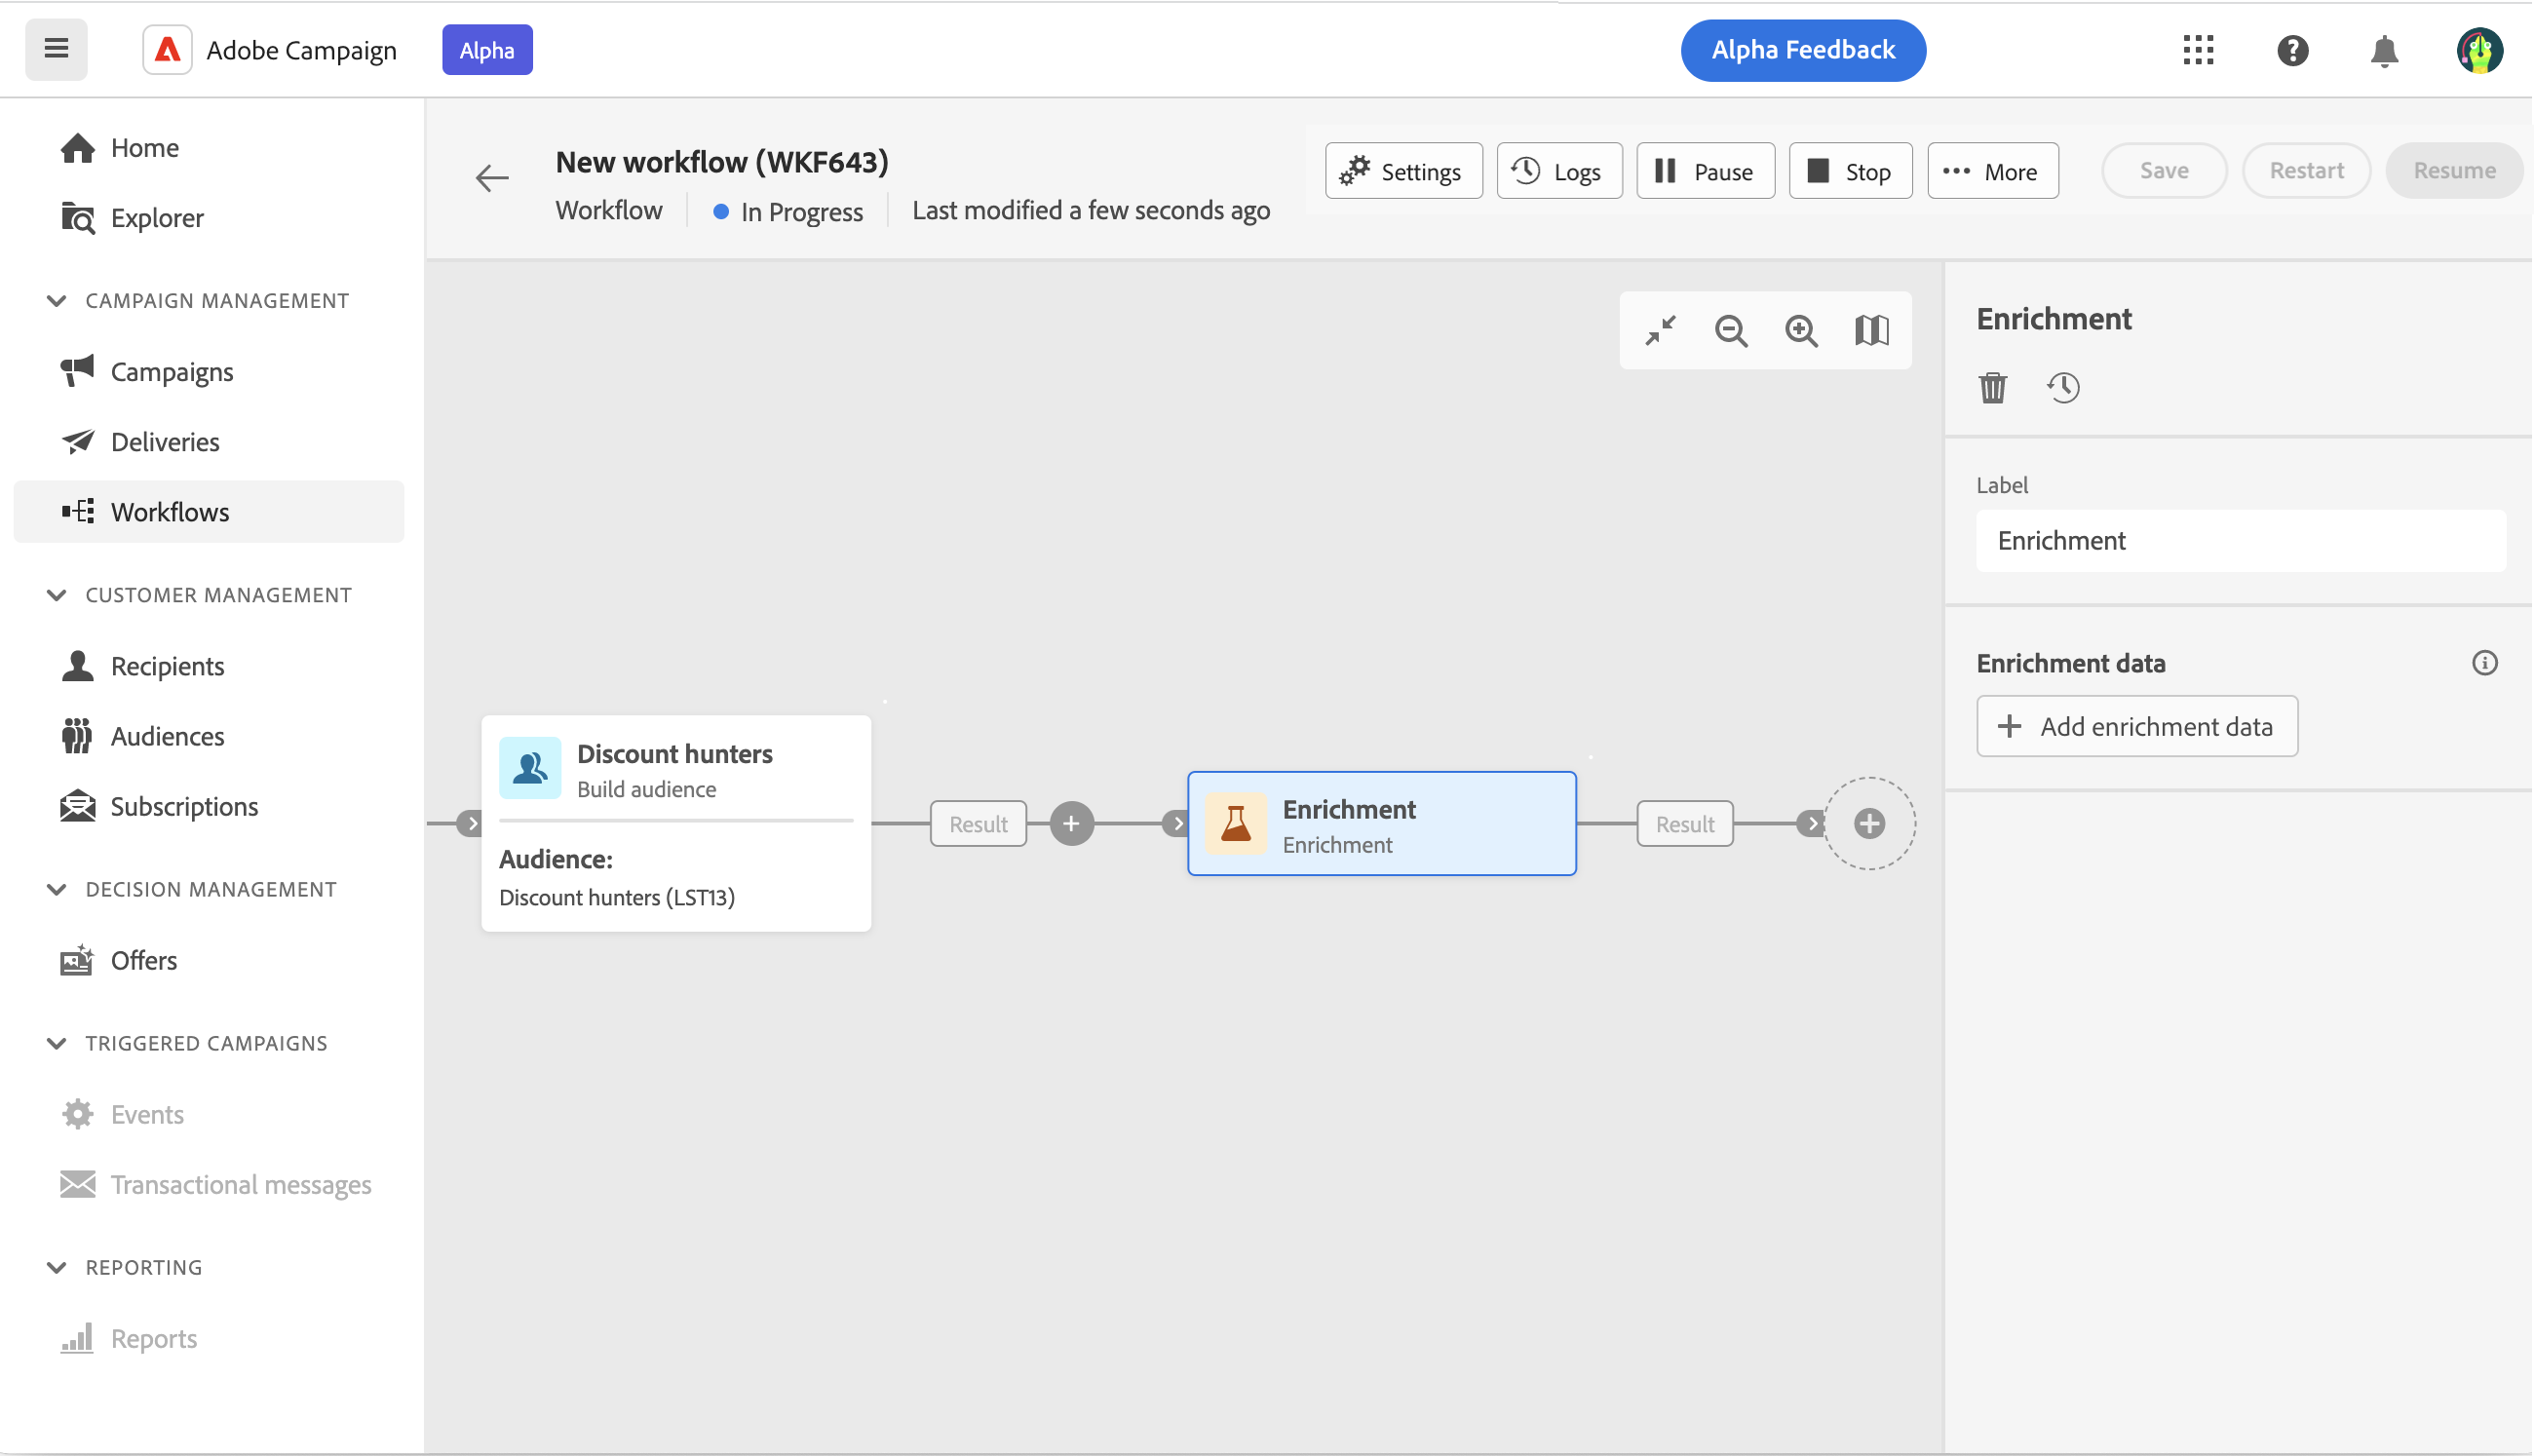 Adobe Campaign
Alpha
Alpha Feedback
Home
Explorer
CAMPAIGN MANAGEMENT
Campaigns
Deliveries
Workflows
CUSTOMER MANAGEMENT
Recipients
Audiences
Subscriptions
DECISION MANAGEMENT
Offers
TRIGGERED CAMPAIGNS
Events
Transactional messages
REPORTING
Reports
New workflow (WKF643)
Workflow
In Progress
Last modified a few seconds ago
Settings
Logs
Pause
Stop
More
Save
Restart
Resume
Discount hunters
Build audience
Audience:
Discount hunters (LST13)
Result
Enrichment
Enrichment
Result
Enrichment
Label
Enrichment
Enrichment data
Add enrichment data